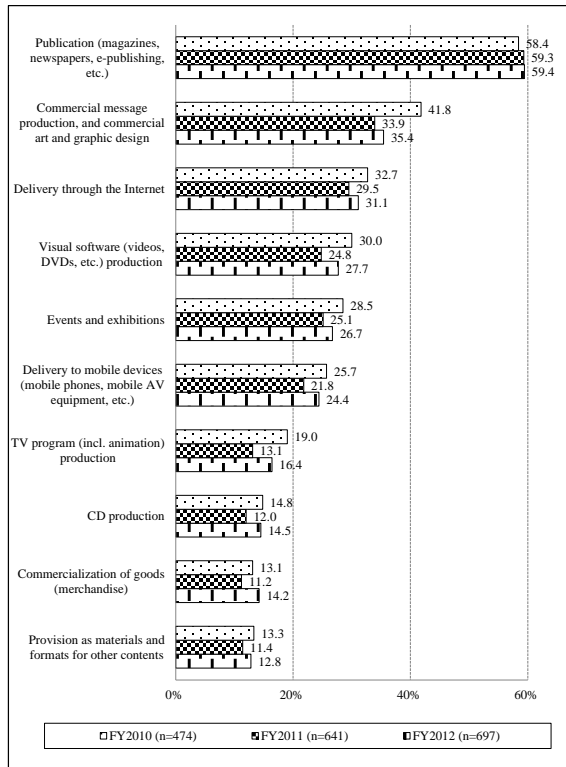 Publication (magazines,
newspapers, e-publishing,
etc.)
58.4
59.3
59.4
Commercial message
production, and commercial
art and graphic design
41.8
33.9
35.4
Delivery through the Internet
32.7
29.5
31.1
Visual software (videos,
DVDs, etc.) production
30.0
24.8
27.7
Events and exhibitions
28.5
25.1
26.7
Delivery to mobile devices
(mobile phones, mobile AV
equipment, etc.)
25.7
21.8
24.4
TV program (incl. animation)
production
19.0
13.1
16.4
CD production
14.8
12.0
14.5
Commercialization of goods
(merchandise)
13.1
11.2
14.2
Provision as materials and
formats for other contents
13.3
11.4
12.8
0% 20% 40% 60%
FY2010 (n=474) FY2011 (n=641) FY2012 (n=697)